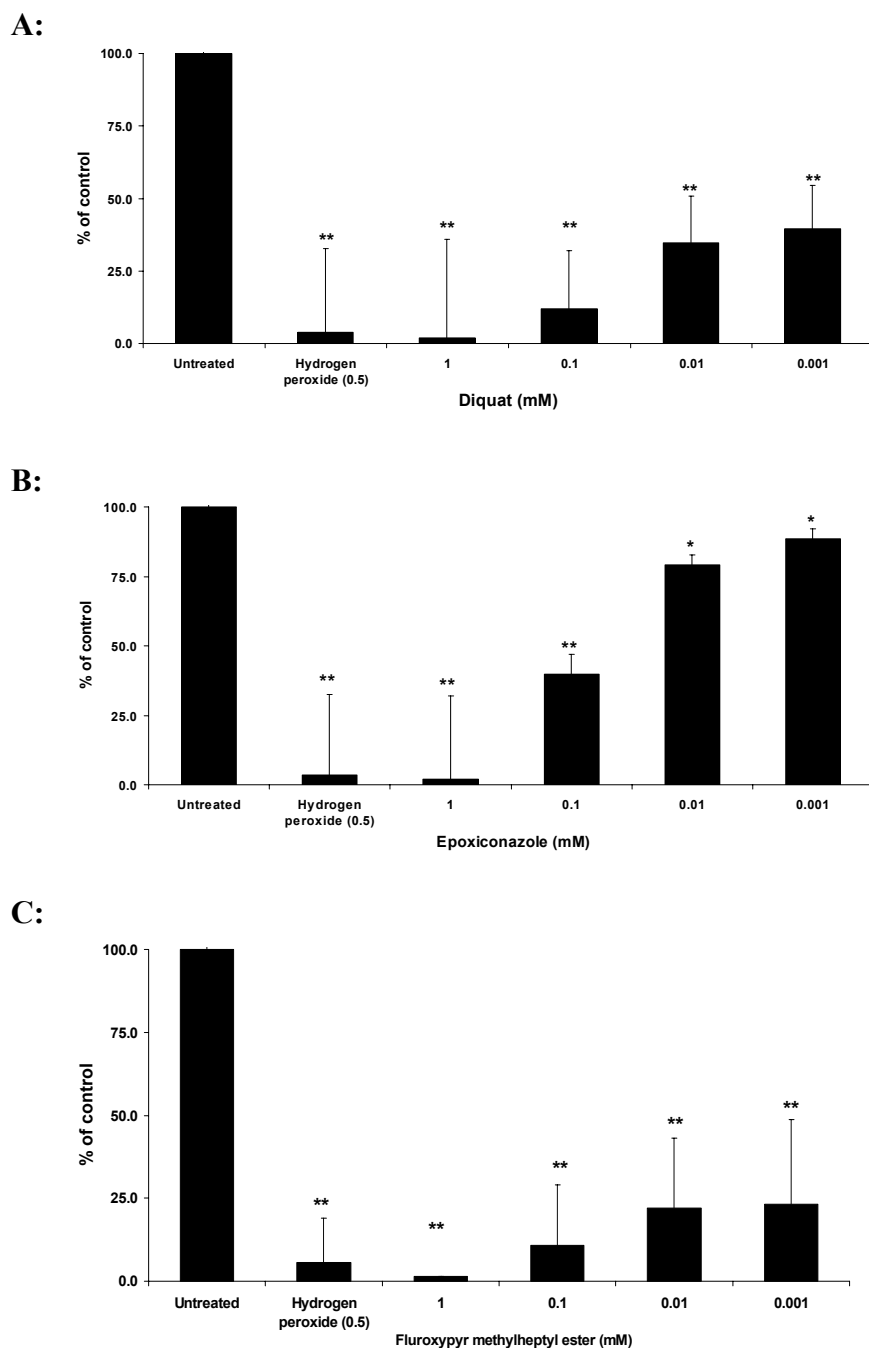 A:
100.0
75.0
50.0
25.0
0.0
% of control
** ** ** ** **
Untreated Hydrogen peroxide (0.5) 1 0.1 0.01 0.001
Diquat (mM)
B:
100.0
75.0
50.0
25.0
0.0
% of control
** ** ** * *
Untreated Hydrogen peroxide (0.5) 1 0.1 0.01 0.001
Epoxiconazole (mM)
C:
100.0
75.0
50.0
25.0
0.0
% of control
** ** ** ** **
Untreated Hydrogen peroxide (0.5) 1 0.1 0.01 0.001
Fluroxypyr methylheptyl ester (mM)